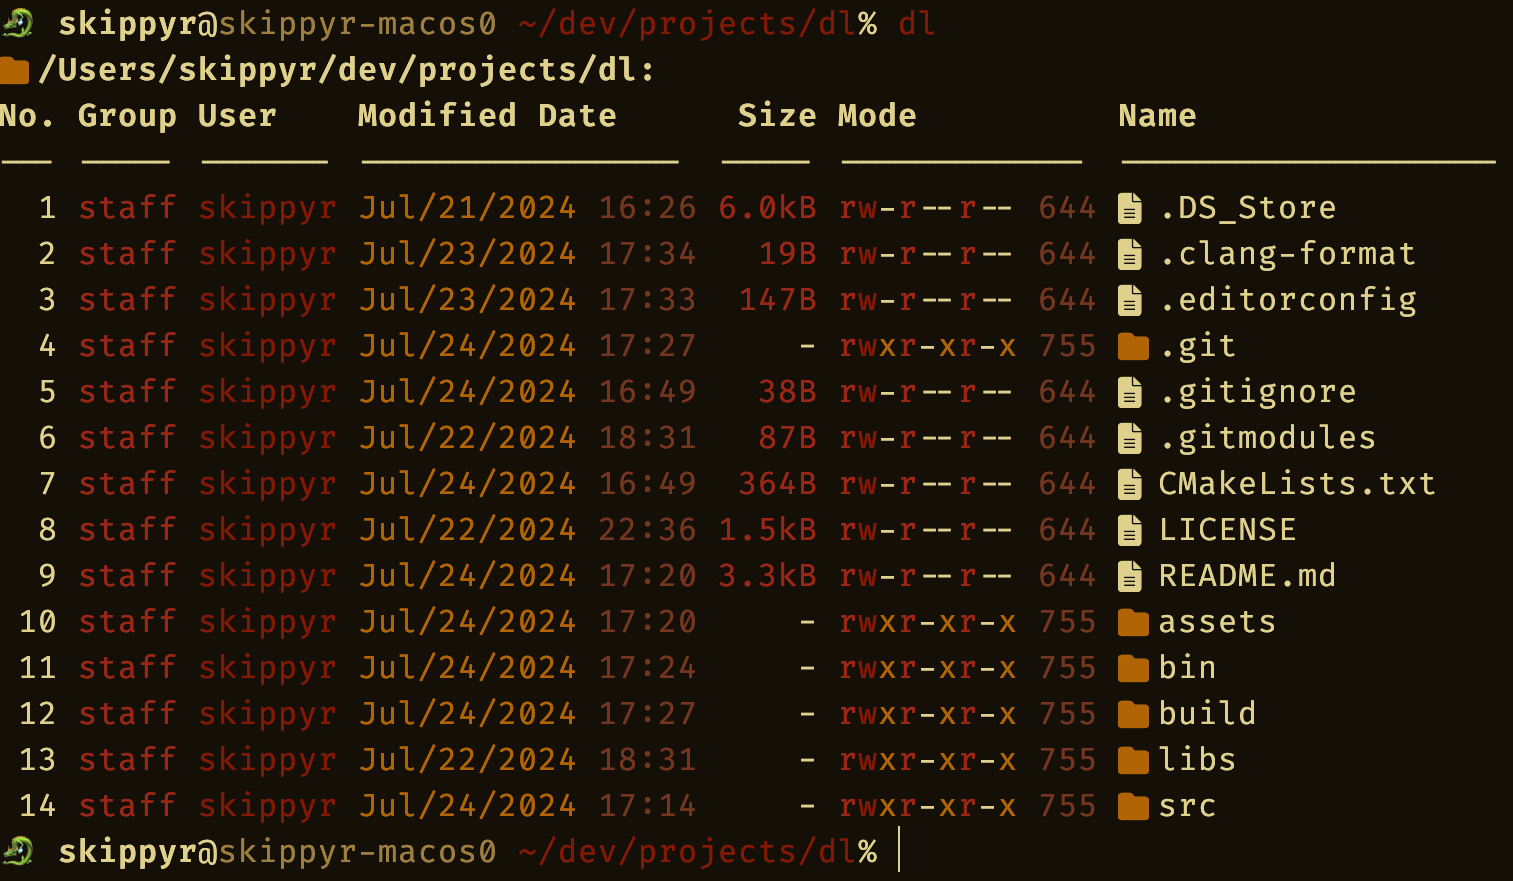 skippyr@skippyr-macos0 ~/dev/projects/dl% dl
/Users/skippyr/dev/projects/dl:
No. Group User Modified Date Size Mode Name
1 staff skippyr Jul/21/2024 16:26 6.0kB rw-r--r-- 644 .DS_Store
2 staff skippyr Jul/23/2024 17:34 19B rw-r--r-- 644 .clang-format
3 staff skippyr Jul/23/2024 17:33 147B rw-r--r-- 644 .editorconfig
4 staff skippyr Jul/24/2024 17:27 - rwxr-xr-x 755 .git
5 staff skippyr Jul/24/2024 16:49 38B rw-r--r-- 644 .gitignore
6 staff skippyr Jul/22/2024 18:31 87B rw-r--r-- 644 .gitmodules
7 staff skippyr Jul/24/2024 16:49 364B rw-r--r-- 644 CMakeLists.txt
8 staff skippyr Jul/22/2024 22:36 1.5kB rw-r--r-- 644 LICENSE
9 staff skippyr Jul/24/2024 17:20 3.3kB rw-r--r-- 644 README.md
10 staff skippyr Jul/24/2024 17:20 - rwxr-xr-x 755 assets
11 staff skippyr Jul/24/2024 17:24 - rwxr-xr-x 755 bin
12 staff skippyr Jul/24/2024 17:27 - rwxr-xr-x 755 build
13 staff skippyr Jul/22/2024 18:31 - rwxr-xr-x 755 libs
14 staff skippyr Jul/24/2024 17:14 - rwxr-xr-x 755 src
skippyr@skippyr-macos0 ~/dev/projects/dl%